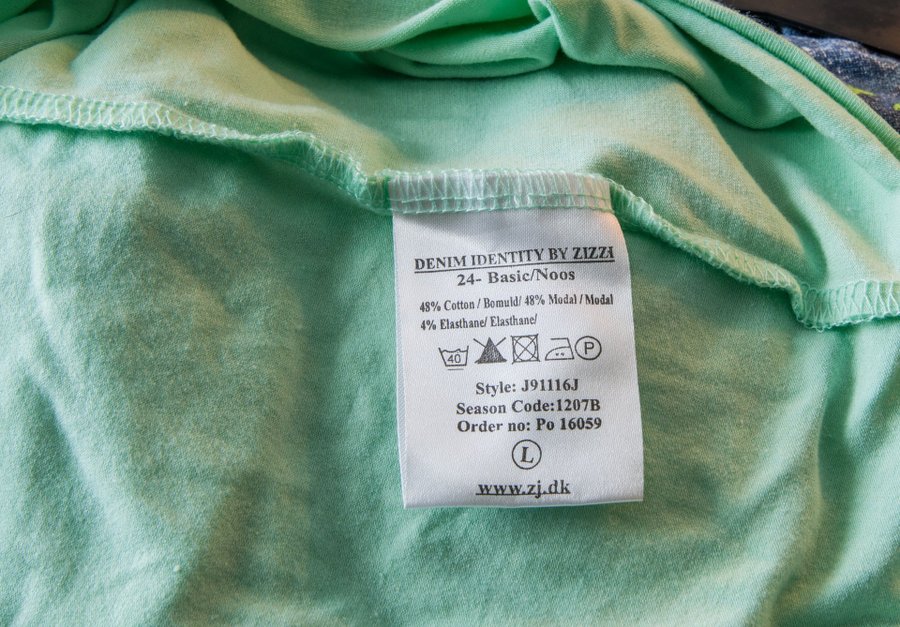 DENIM IDENTITY BY ZIZZI
24- Basic/Noos
48% Cotton / Bomuld/ 48% Modal / Modal
4% Elasthane/ Elasthane/
40 P
Style: J91116J
Season Code:1207B
Order no: Po 16059
L
www.zj.dk